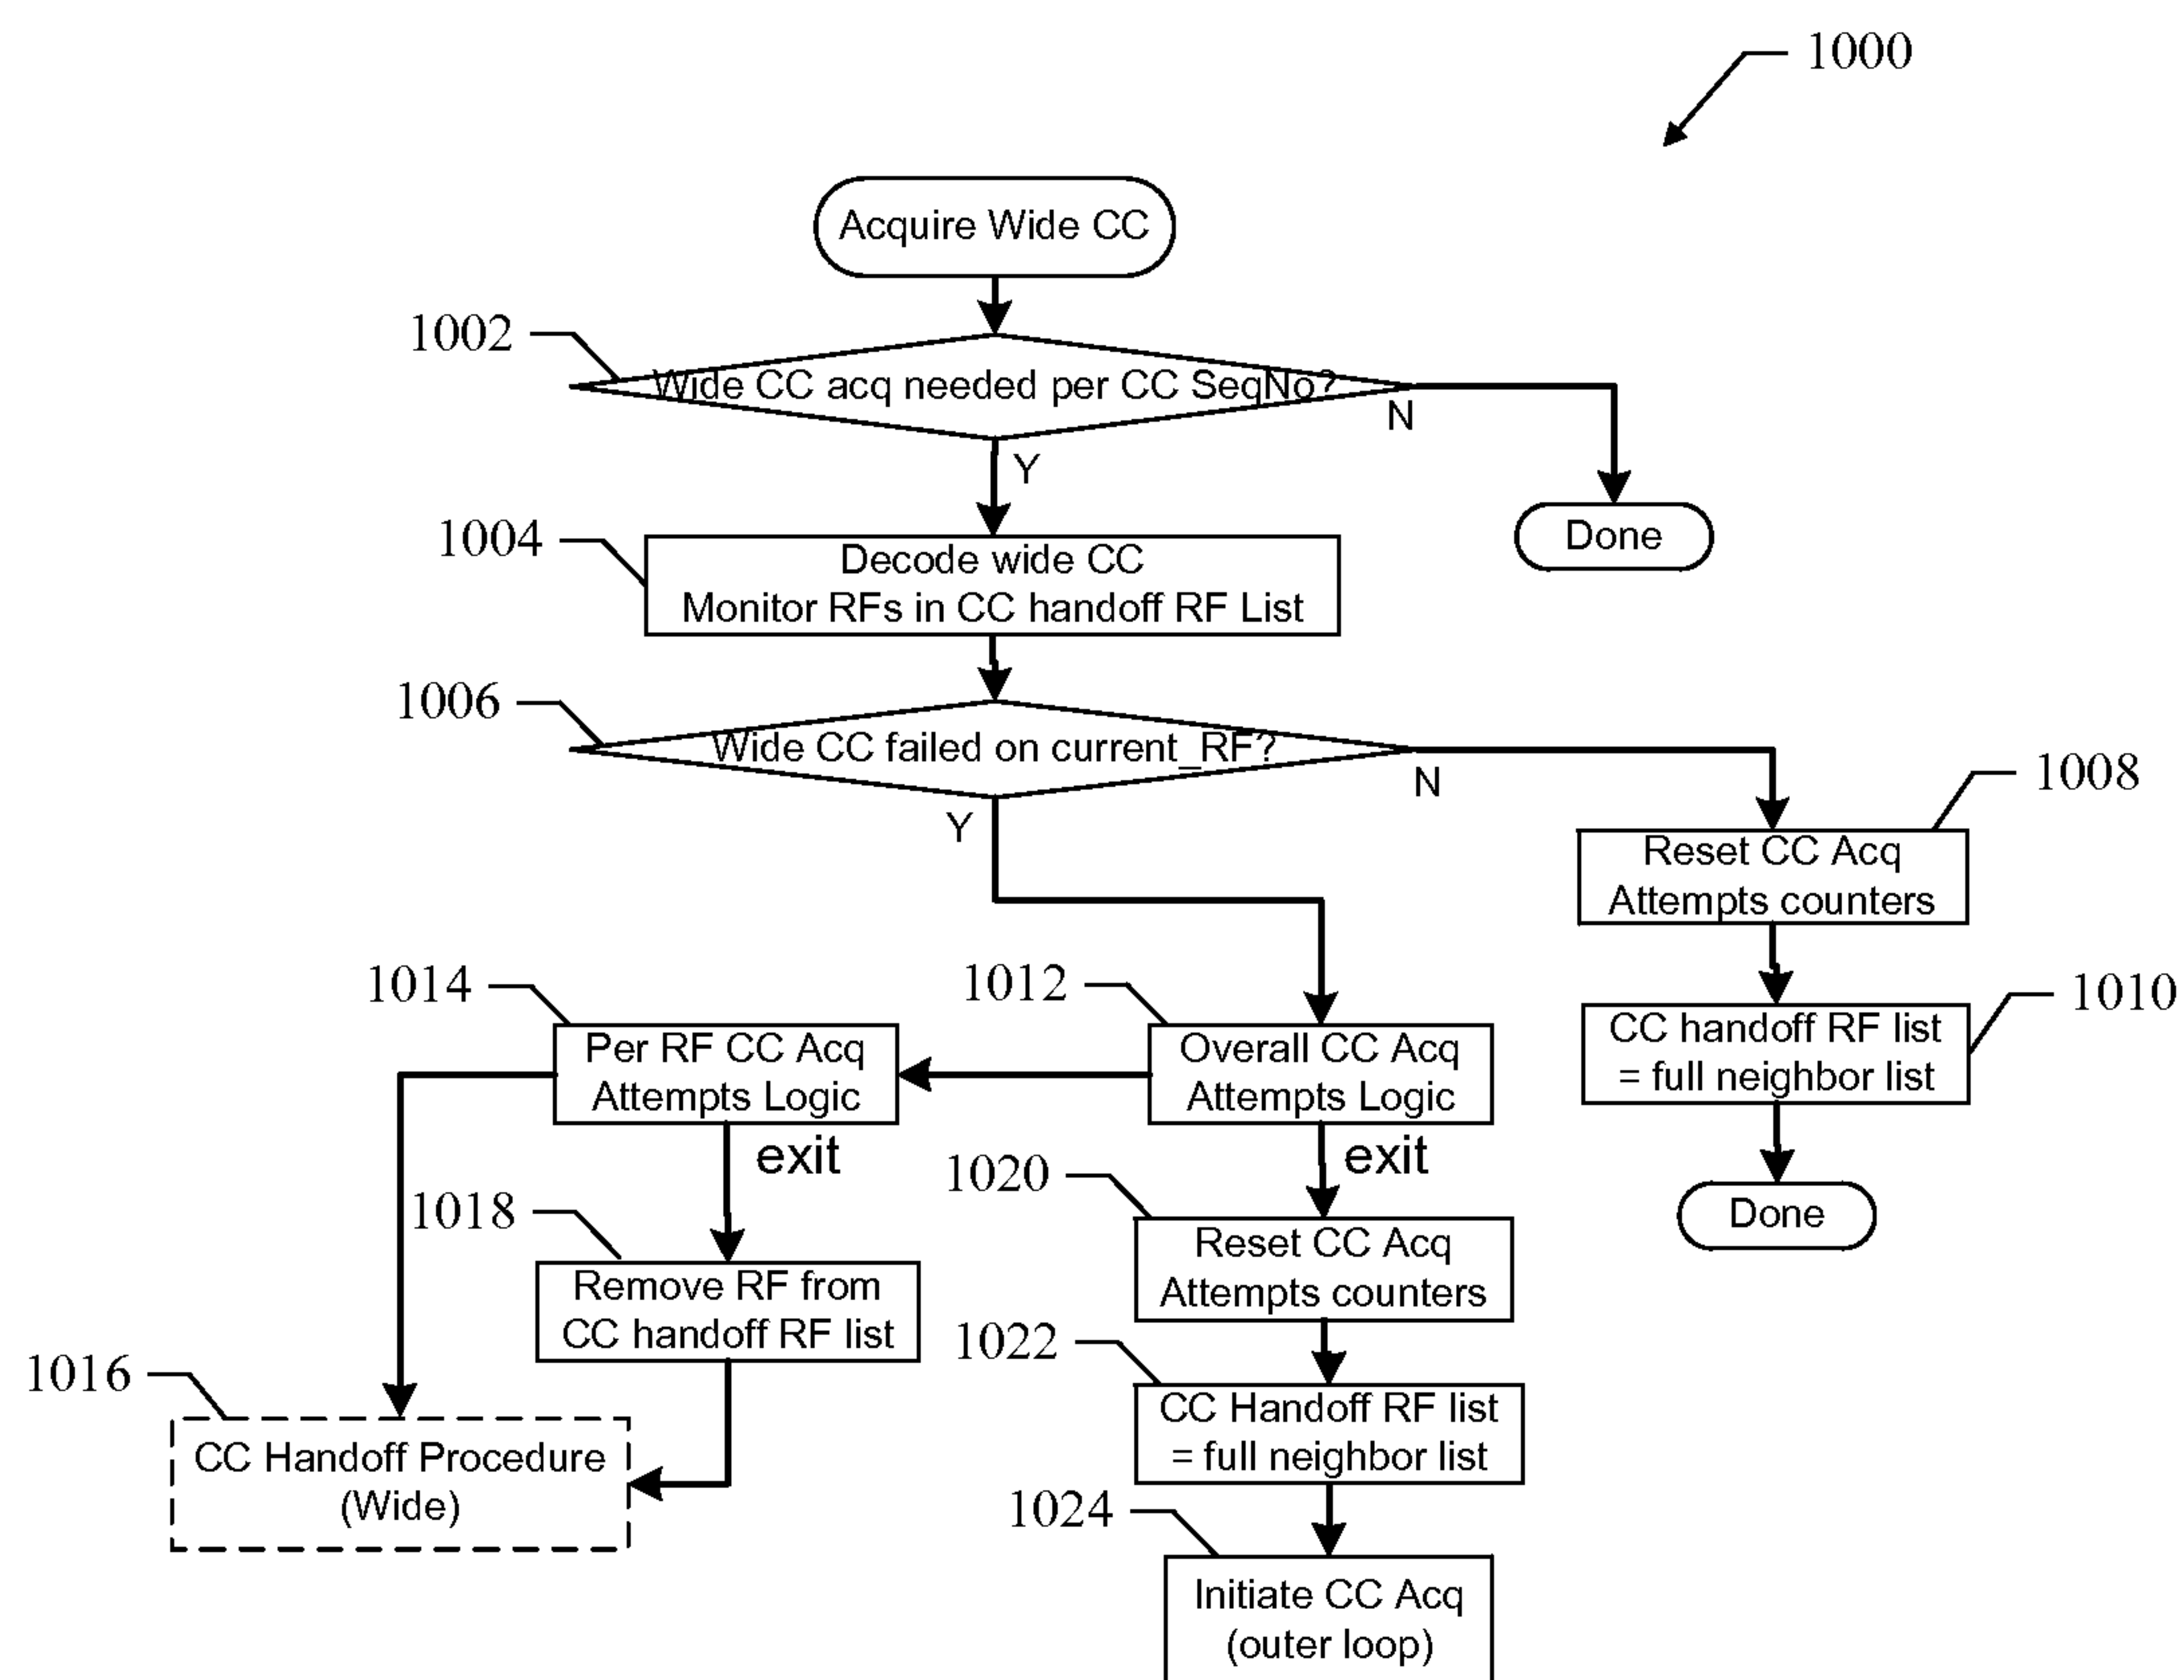 1000
Acquire Wide CC
1002
Wide CC acq needed per CC SeqNo?
N
Y
Done
1004
Decode wide CC
Monitor RFs in CC handoff RF List
1006
Wide CC failed on current_RF?
N
Y
1008
Reset CC Acq
Attempts counters
1010
CC handoff RF list
= full neighbor list
Done
1012
Overall CC Acq
Attempts Logic
exit
1014
Per RF CC Acq
Attempts Logic
exit
1018
Remove RF from
CC handoff RF list
1016
CC Handoff Procedure
(Wide)
1020
Reset CC Acq
Attempts counters
1022
CC Handoff RF list
= full neighbor list
1024
Initiate CC Acq
(outer loop)